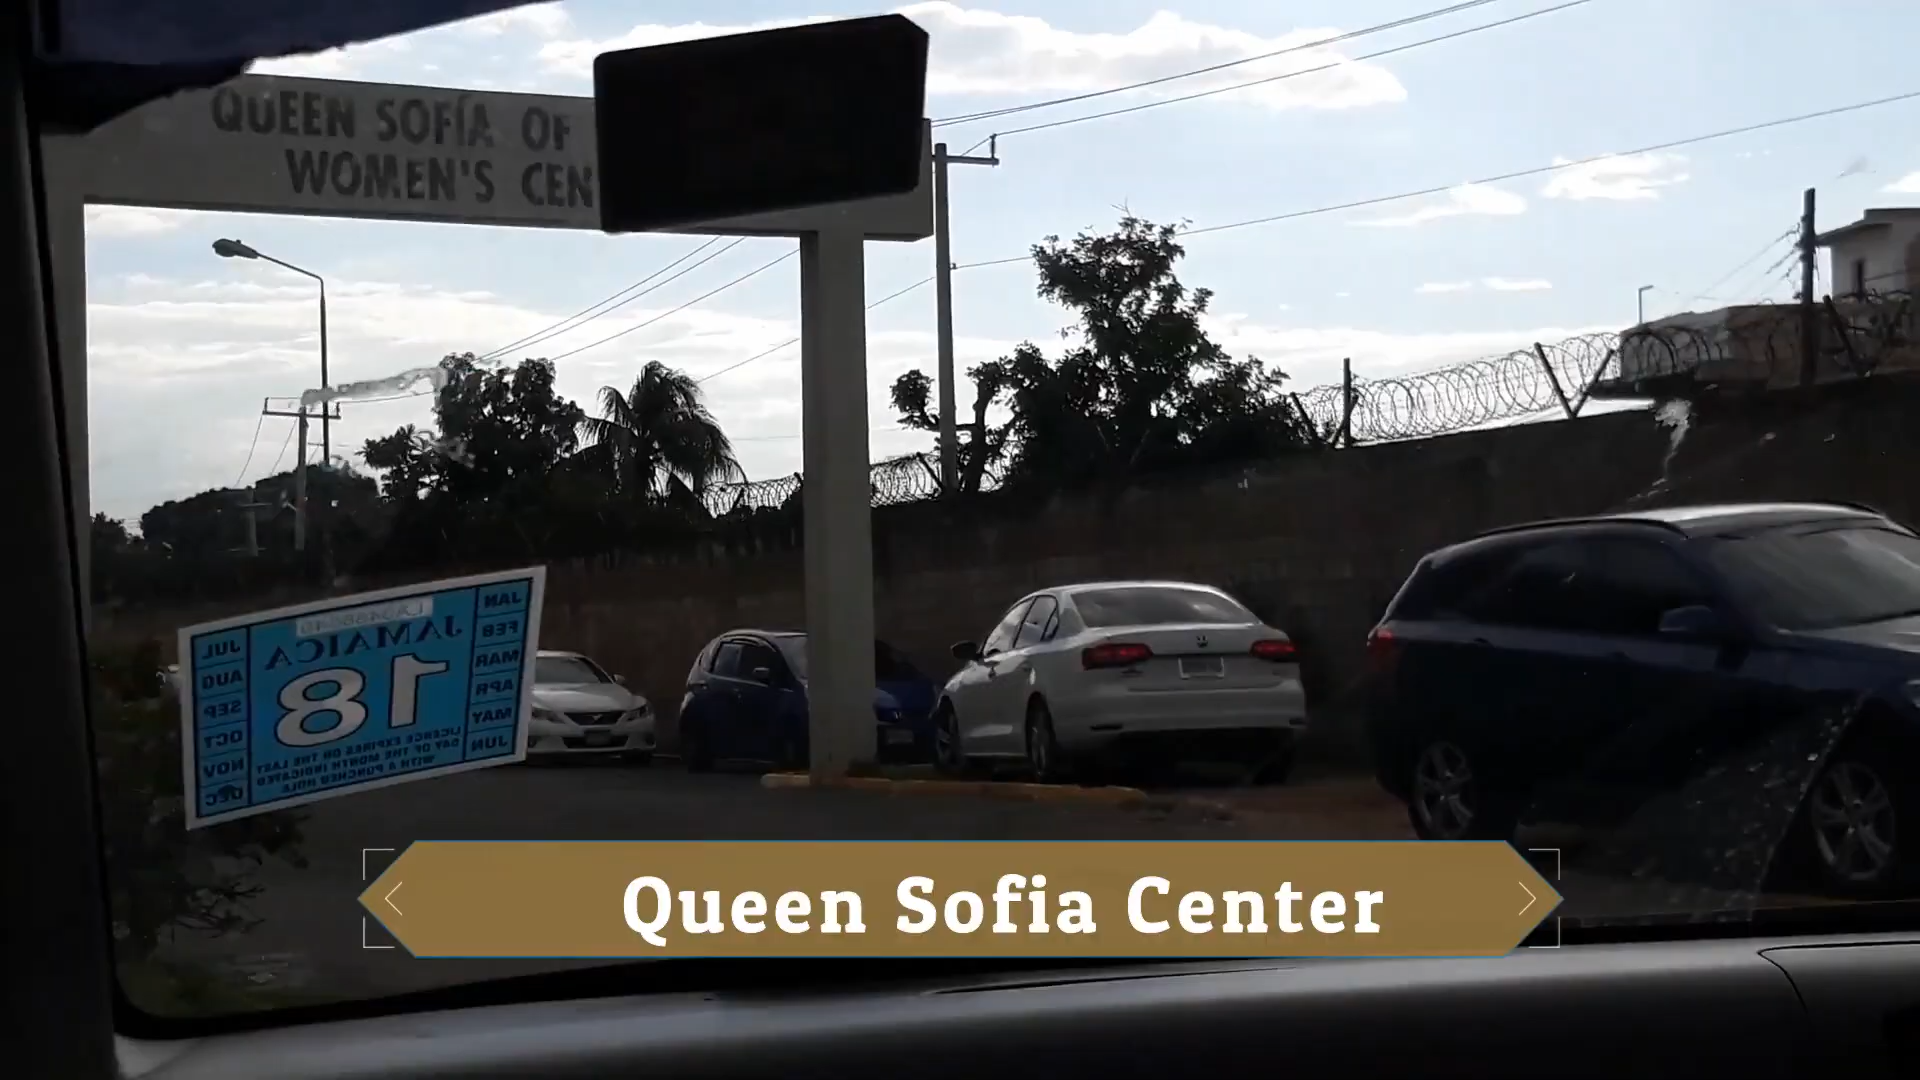 QUEEN SOFÍA OF
WOMEN'S CEN
JAMAICA
18
LICENCE EXPIRES ON THE LAST
DAY OF THE MONTH INDICATED
WITH A PUNCHED HOLE
JAN
FEB
MAR
APR
MAY
JUN
JUL
AUG
SEP
OCT
NOV
DEC
Queen Sofia Center